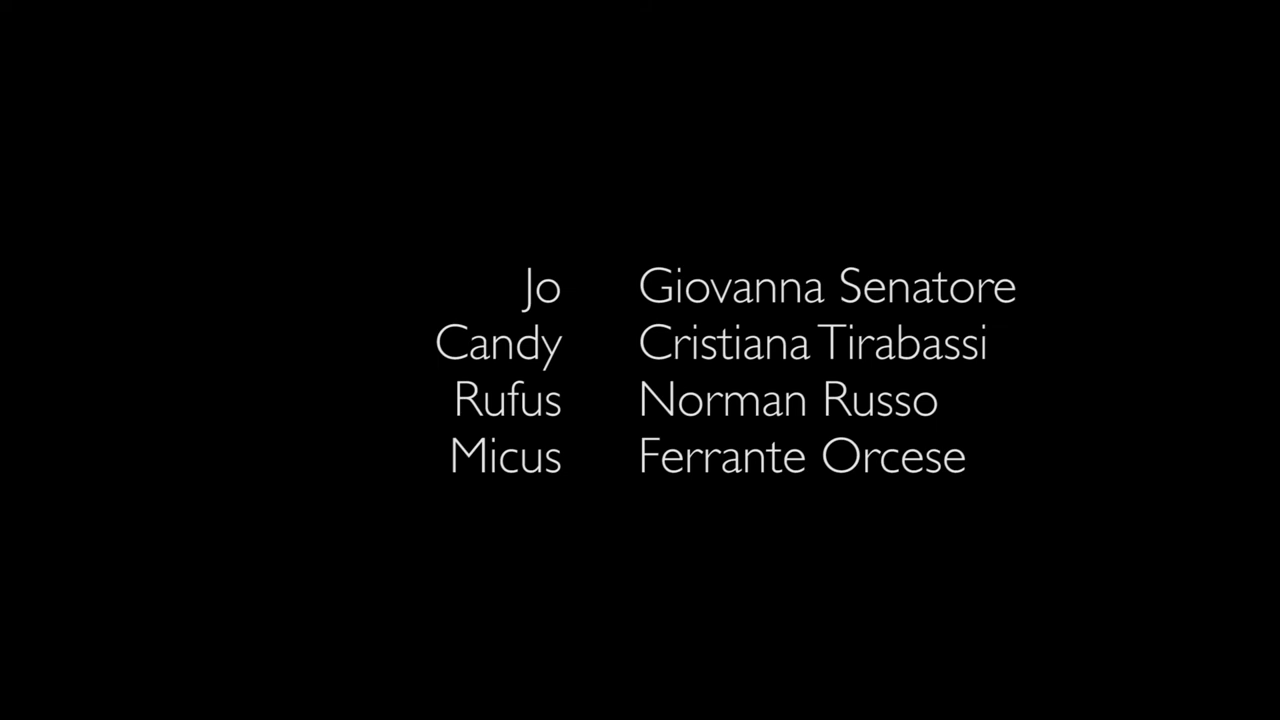 Jo Giovanna Senatore
Candy Cristiana Tirabassi
Rufus Norman Russo
Micus Ferrante Orcese